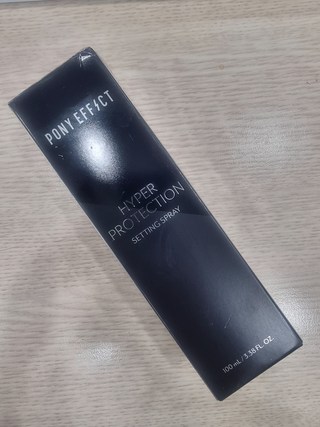 PONY EFFECT
HYPER
PROTECTION
SETTING SPRAY
100 mL / 3.38 FL. OZ.